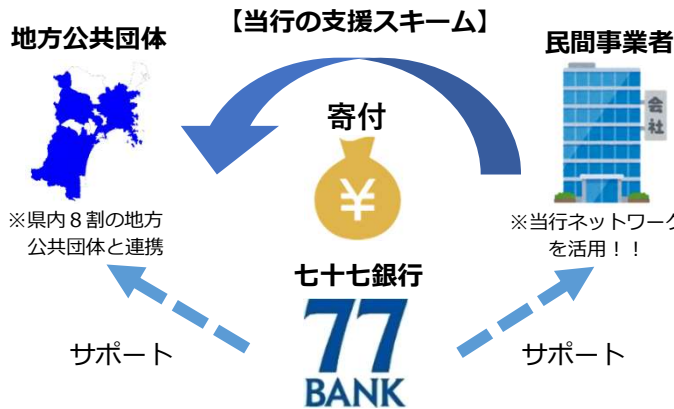 【当行の支援スキーム】
地方公共団体
民間事業者
寄付
¥
会社
※県内8割の地方
公共団体と連携
※当行ネットワーク
を活用！！
七十七銀行
77
BANK
サポート
サポート